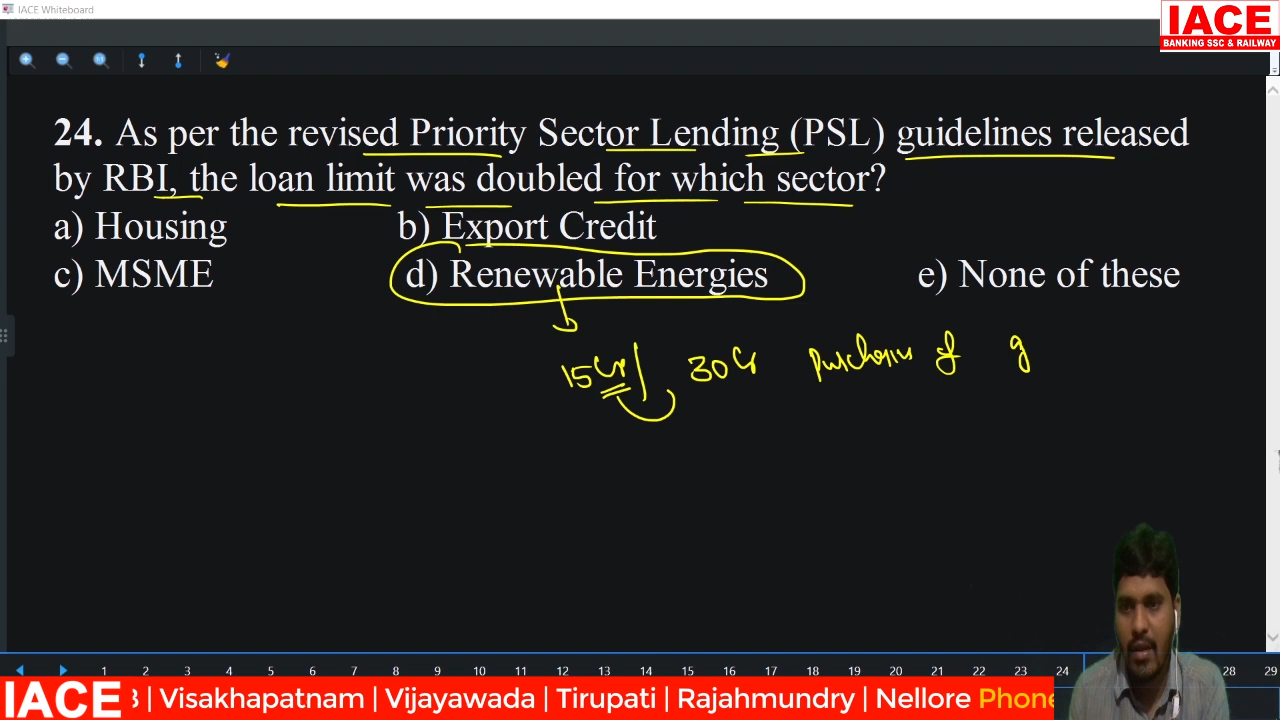 IACE Whiteboard
IACE
BANKING SSC & RAILWAY
24. As per the revised Priority Sector Lending (PSL) guidelines released
by RBI, the loan limit was doubled for which sector?
a) Housing b) Export Credit
c) MSME d) Renewable Energies e) None of these
15Cr 30Cr of g
1 2 3 4 5 6 7 8 9 10 11 12 13 14 15 16 17 18 19 20 21 22 23 24 28 29
IACE 3 | Visakhapatnam | Vijayawada | Tirupati | Rajahmundry | Nellore Phone